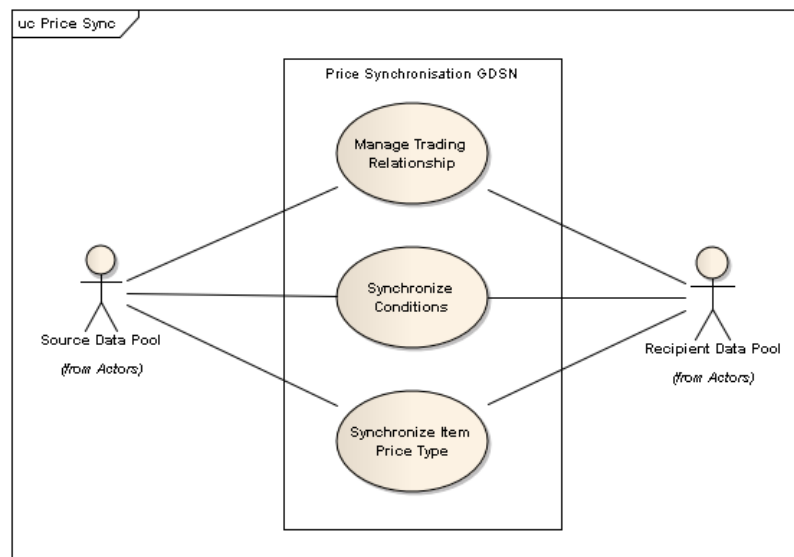 uc Price Sync
Price Synchronisation GDSN
Manage Trading
Relationship
Synchronize
Conditions
Source Data Pool
(from Actors)
Recipient Data Pool
(from Actors)
Synchronize Item
Price Type